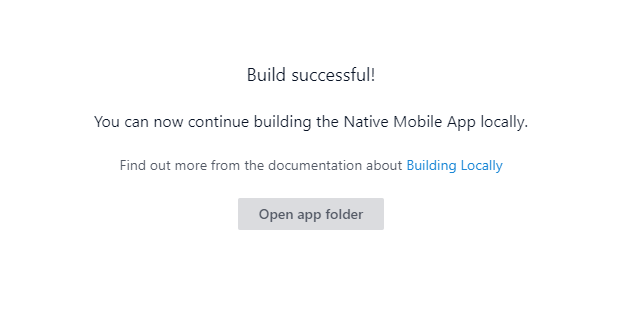 Build successful!
You can now continue building the Native Mobile App locally.
Find out more from the documentation about Building Locally
Open app folder